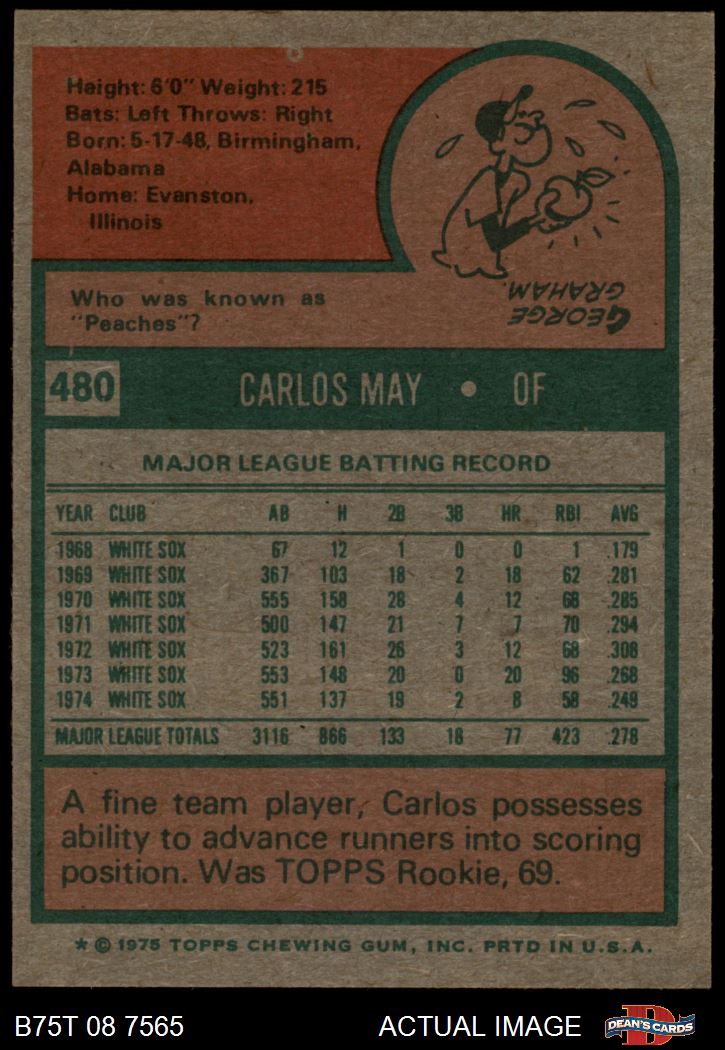 Height: 6'0" Weight: 215
Bats: Left Throws: Right
Born: 5-17-48, Birmingham,
Alabama
Home: Evanston,
Illinois
Who was known as
"Peaches"?
GEORGE
GRAHAM.
480 CARLOS MAY • OF
MAJOR LEAGUE BATTING RECORD
YEAR CLUB AB H 2B 3B HR RBI AVG
1968 WHITE SOX 67 12 1 0 0 1 .179
1969 WHITE SOX 367 103 18 2 18 62 .281
1970 WHITE SOX 555 158 28 4 12 68 .285
1971 WHITE SOX 500 147 21 7 7 70 .294
1972 WHITE SOX 523 161 26 3 12 68 .308
1973 WHITE SOX 553 148 20 0 20 96 .268
1974 WHITE SOX 551 137 19 2 8 58 .249
MAJOR LEAGUE TOTALS 3116 866 133 18 77 423 .278
A fine team player, Carlos possesses
ability to advance runners into scoring
position. Was TOPPS Rookie, 69.
* © 1975 TOPPS CHEWING GUM, INC. PRTD IN U.S.A.
B75T 08 7565 ACTUAL IMAGE DEAN'S CARDS